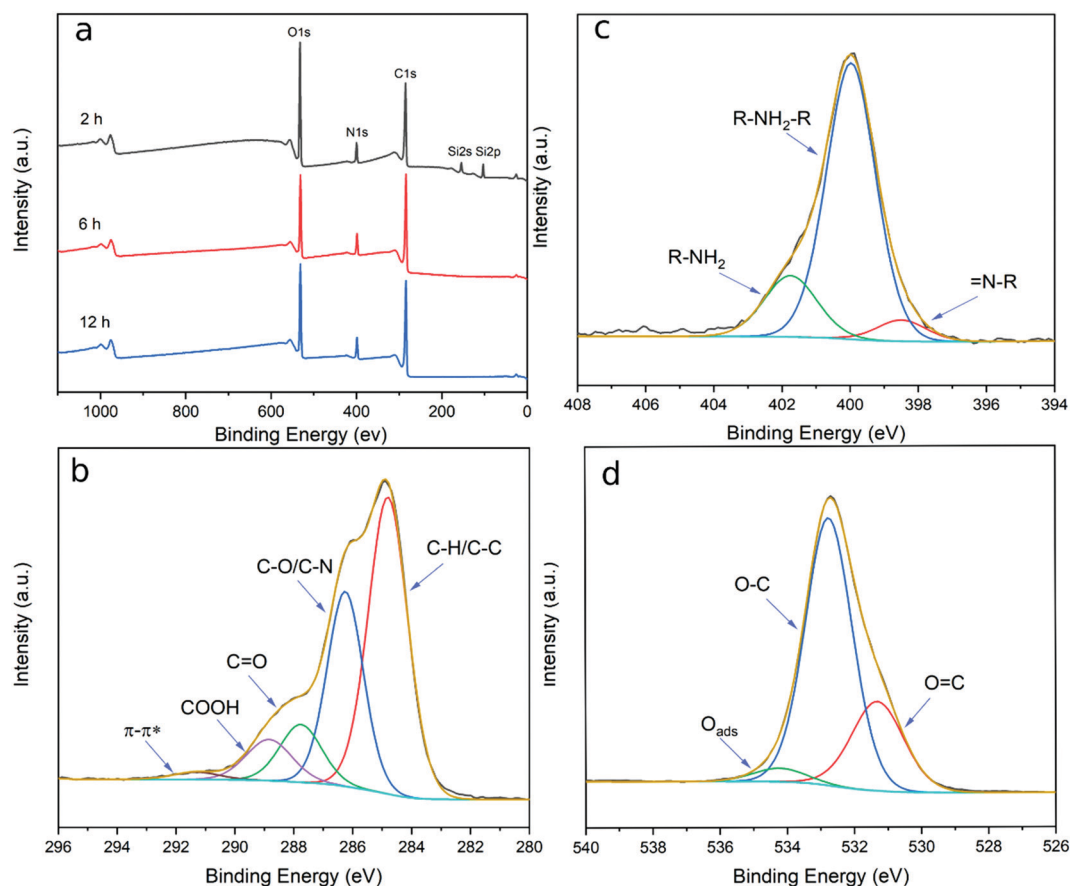 a
O1s
C1s
2 h
N1s
Si2s Si2p
6 h
12 h
Intensity (a.u.)
1000 800 600 400 200 0
Binding Energy (ev)
c
R-NH2-R
R-NH2
=N-R
Intensity (a.u.)
408 406 404 402 400 398 396 394
Binding Energy (eV)
b
C-H/C-C
C-O/C-N
C=O
COOH
π-π*
Intensity (a.u.)
296 294 292 290 288 286 284 282 280
Binding Energy (eV)
d
O-C
O=C
Oads
Intensity (a.u.)
540 538 536 534 532 530 528 526
Binding Energy (eV)